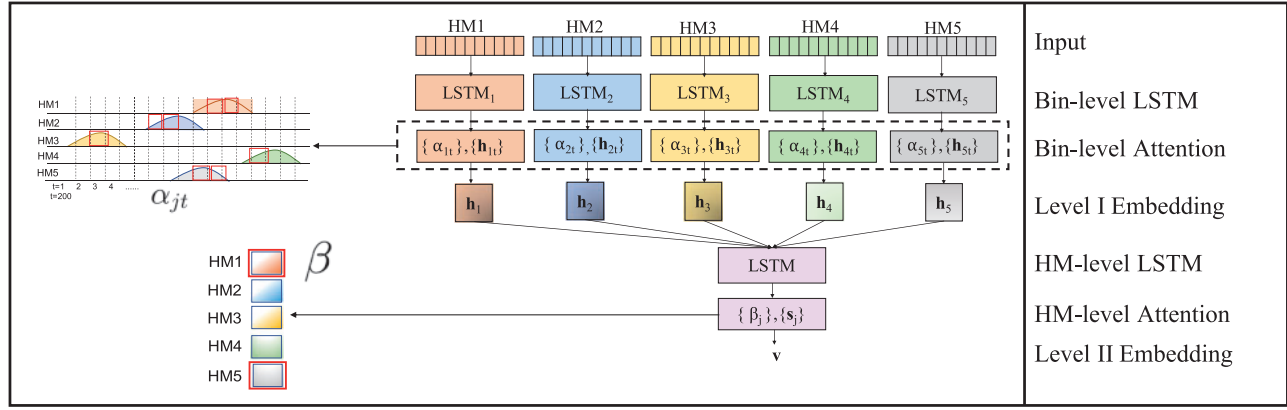 HM1 HM2 HM3 HM4 HM5 Input
LSTM1 LSTM2 LSTM3 LSTM4 LSTM5 Bin-level LSTM
HM1
HM2
HM3
HM4
HM5
t=1 2 3 4 ......
t=200
αjt
{ α1t},{h1t} { α2t},{h2t} { α3t},{h3t} { α4t},{h4t} { α5t},{h4t} Bin-level Attention
h1 h2 h3 h4 h5 Level I Embedding
HM1 β
HM2
HM3
HM4
HM5
LSTM HM-level LSTM
{ βj},{sj} HM-level Attention
v Level II Embedding